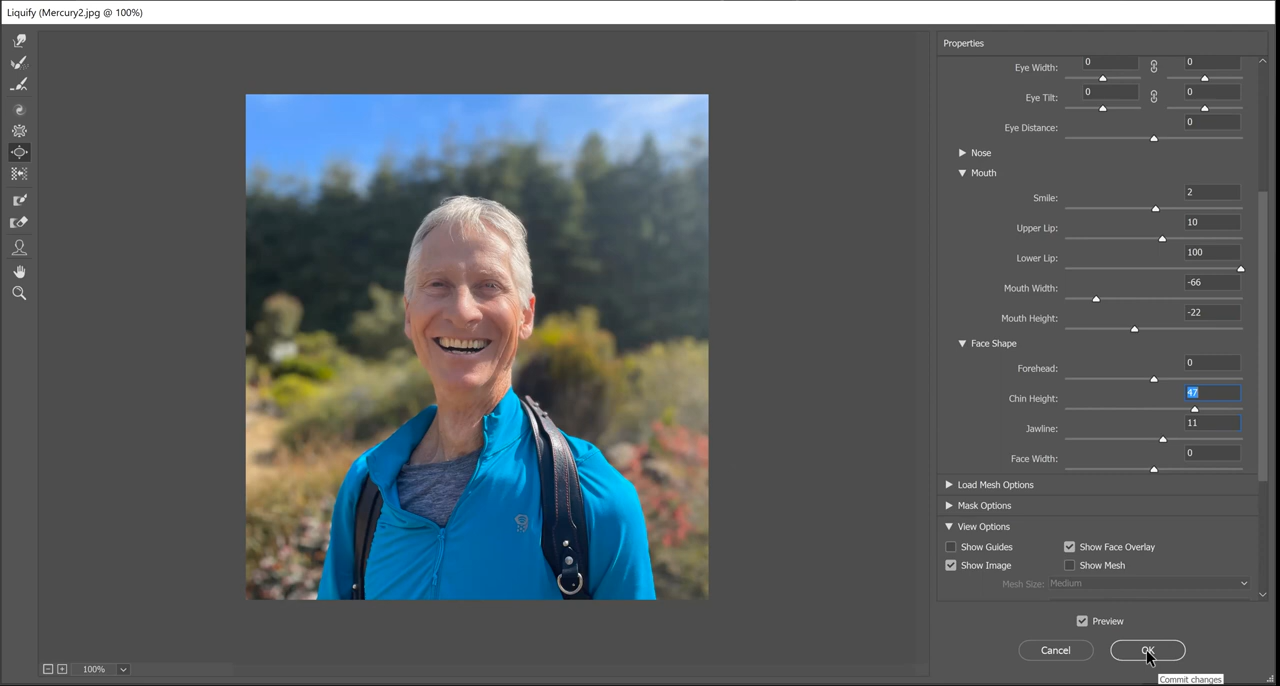 Liquify (Mercury2.jpg @ 100%)
Properties
Eye Width: 0 0
Eye Tilt: 0 0
Eye Distance: 0
Nose
Mouth
Smile: 2
Upper Lip: 10
Lower Lip: 100
Mouth Width: -66
Mouth Height: -22
Face Shape
Forehead: 0
Chin Height: 47
Jawline: 11
Face Width: 0
Load Mesh Options
Mask Options
View Options
Show Guides Show Face Overlay
Show Image Show Mesh
Mesh Size: Medium
Preview
Cancel OK
100%
Commit changes